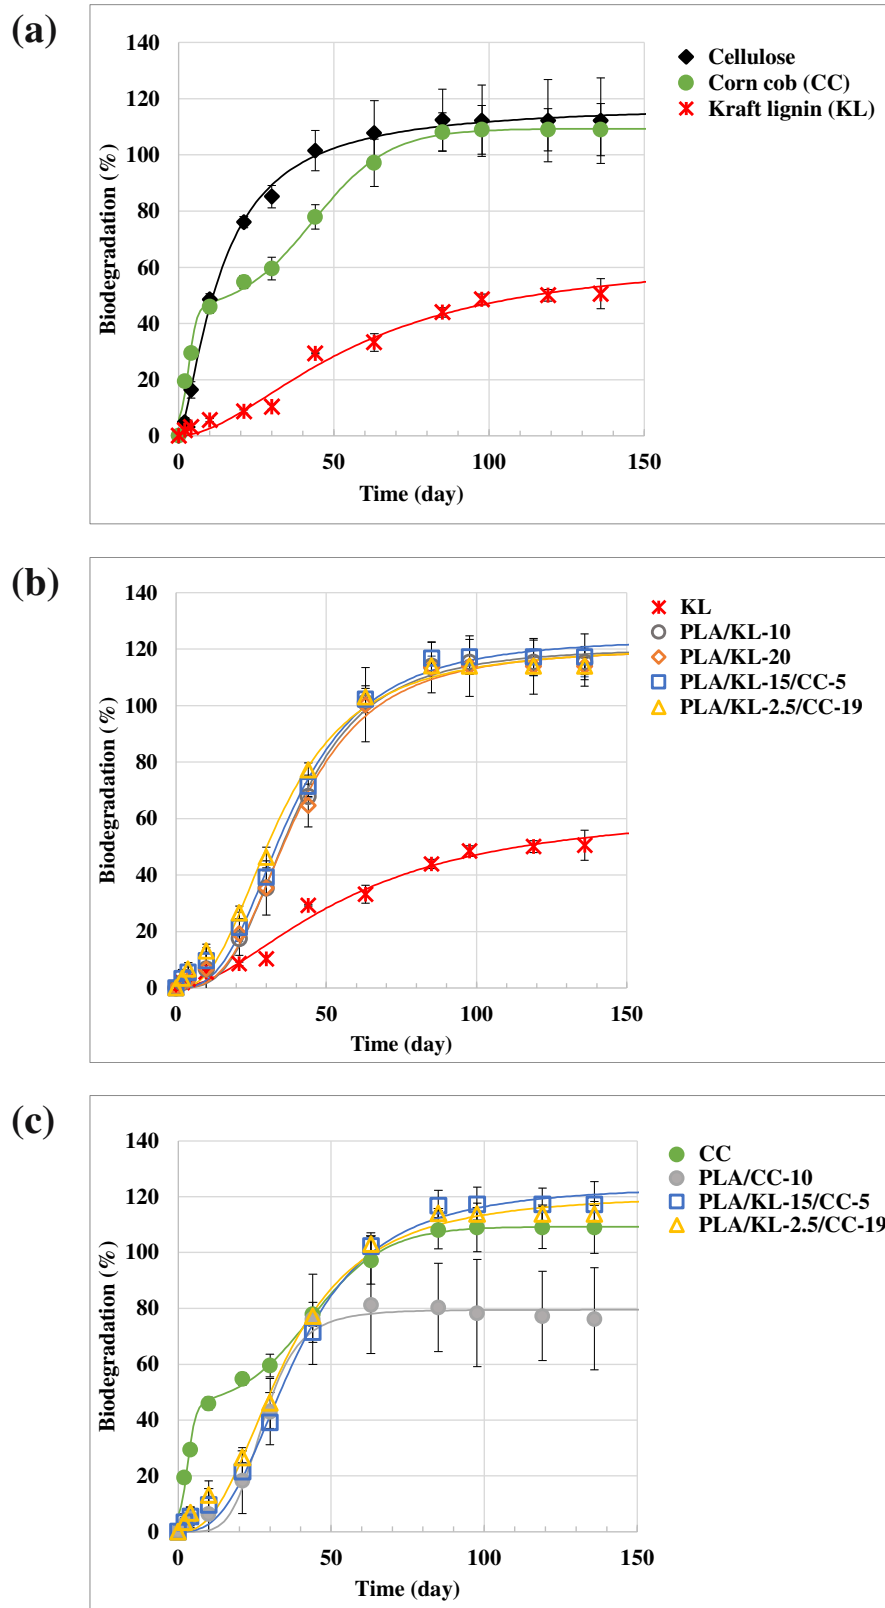 (a)
140
120
100
80
60
40
20
0
0 50 100 150
Biodegradation (%)
Time (day)
Cellulose
Corn cob (CC)
Kraft lignin (KL)
(b)
140
120
100
80
60
40
20
0
0 50 100 150
Biodegradation (%)
Time (day)
KL
PLA/KL-10
PLA/KL-20
PLA/KL-15/CC-5
PLA/KL-2.5/CC-19
(c)
140
120
100
80
60
40
20
0
0 50 100 150
Biodegradation (%)
Time (day)
CC
PLA/CC-10
PLA/KL-15/CC-5
PLA/KL-2.5/CC-19